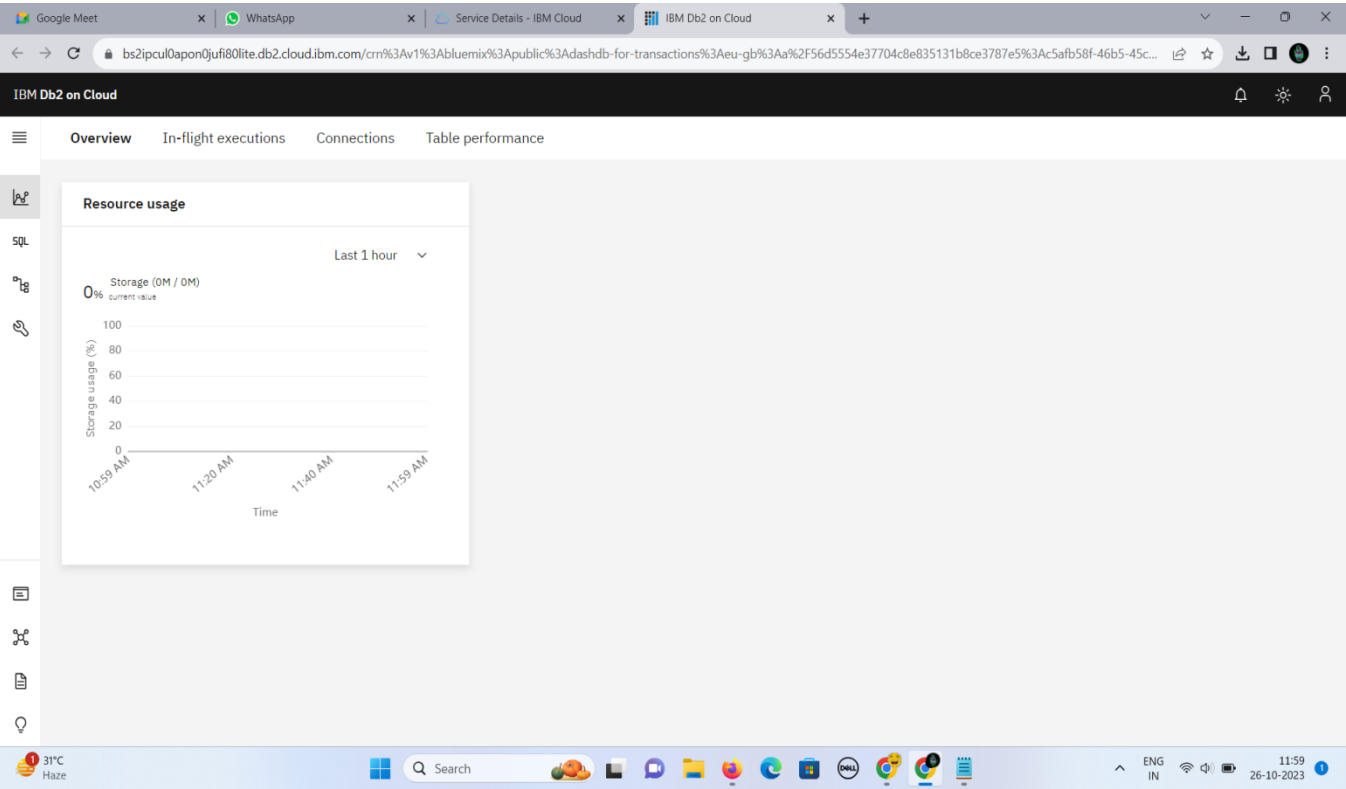 Google Meet
WhatsApp
Service Details - IBM Cloud
IBM Db2 on Cloud
bs2ipcul0apon0jufi80lite.db2.cloud.ibm.com/crn%3Av1%3Abluemix%3Apublic%3Adashdb-for-transactions%3Aeu-gb%3Aa%2F56d5554e37704c8e835131b8ce3787e5%3Ac5afb58f-46b5-45c...
IBM Db2 on Cloud
Overview In-flight executions Connections Table performance
Resource usage
SQL
Last 1 hour
0% Storage (0M / 0M)
current value
Storage usage (%)
100
80
60
40
20
0
10:59 AM 11:20 AM 11:40 AM 11:59 AM
Time
1
31°C
Haze
Search
DELL
ENG
IN
11:59
26-10-2023
1